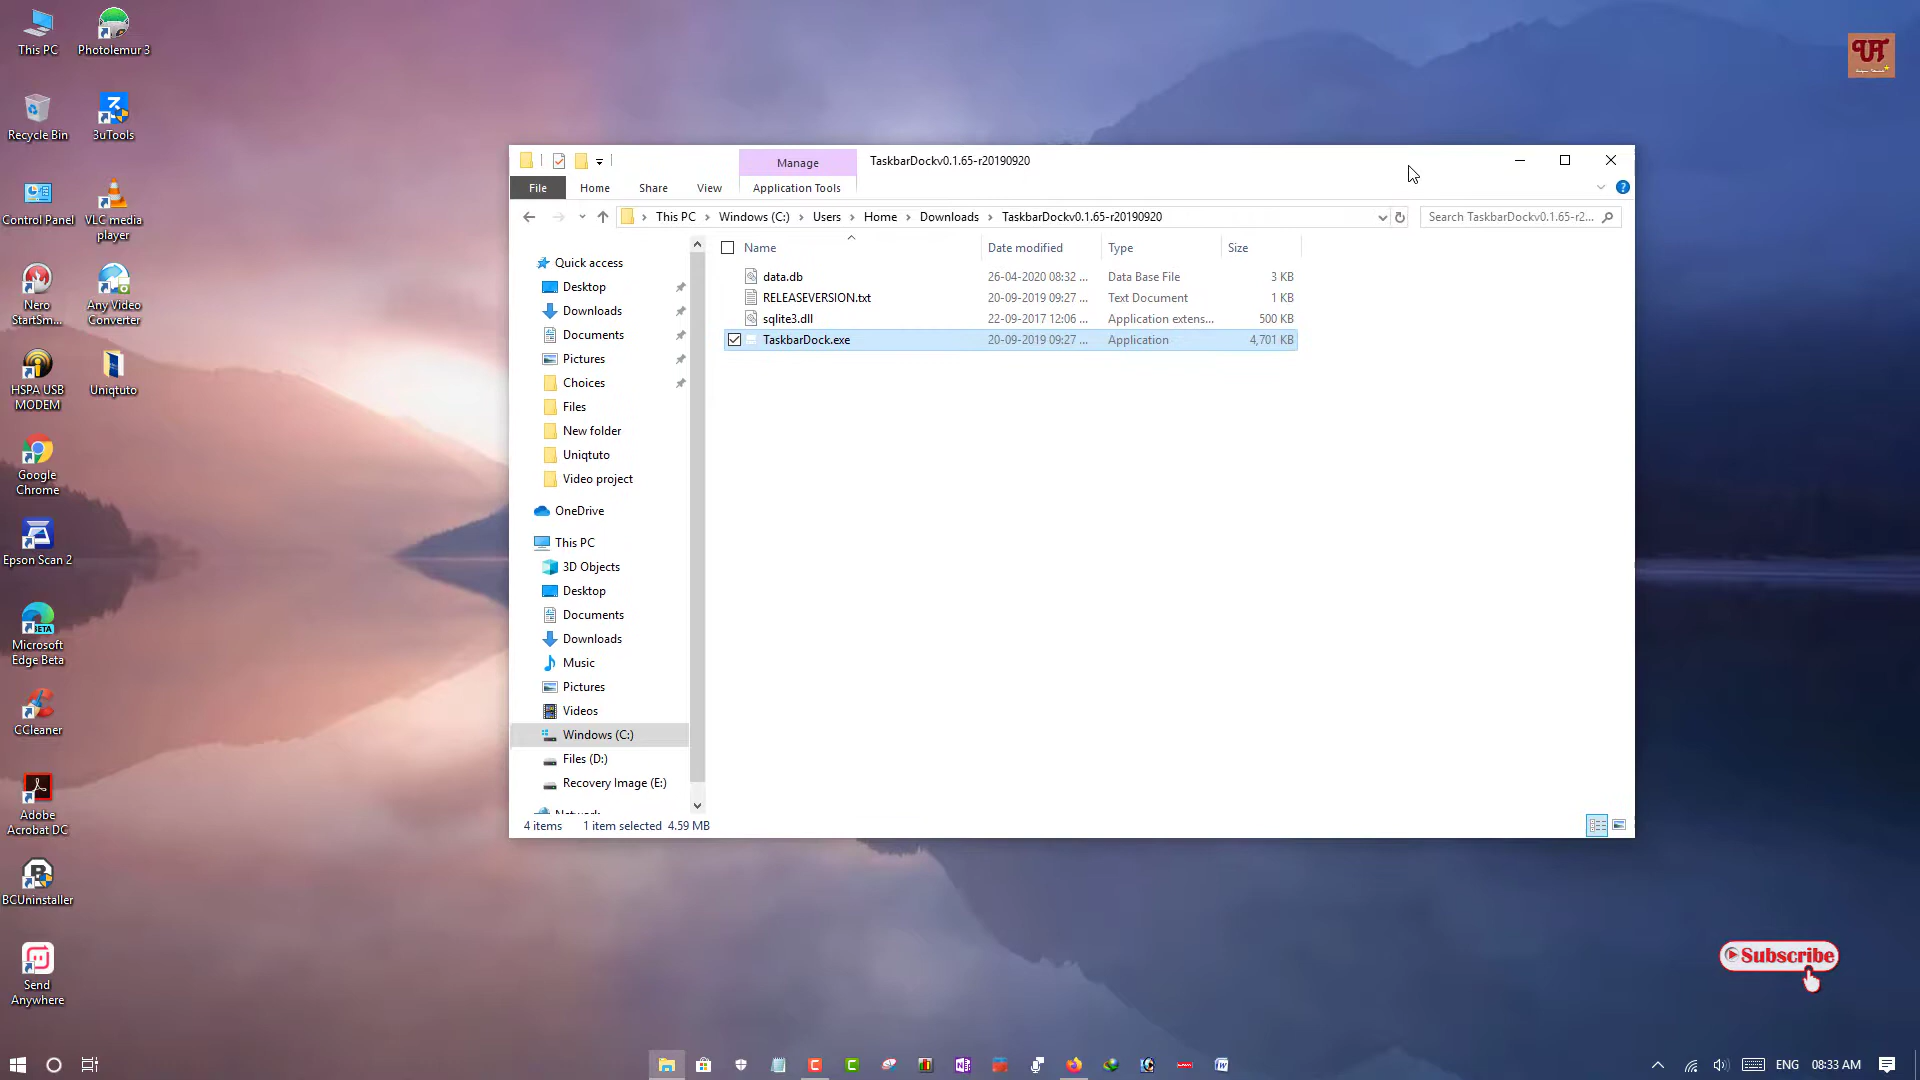 This PC
Photolemur 3
Recycle Bin
3uTools
Control Panel
VLC media
player
Nero
StartSm...
Any Video
Converter
HSPA USB
MODEM
Uniqtuto
Google
Chrome
Epson Scan 2
BETA
Microsoft
Edge Beta
CCleaner
Adobe
Acrobat DC
BCUninstaller
Send
Anywhere
Manage
TaskbarDockv0.1.65-r20190920
File
Home
Share
View
Application Tools
This PC
Windows (C:)
Users
Home
Downloads
TaskbarDockv0.1.65-r20190920
Search TaskbarDockv0.1.65-r2...
Quick access
Desktop
Downloads
Documents
Pictures
Choices
Files
New folder
Uniqtuto
Video project
OneDrive
This PC
3D Objects
Desktop
Documents
Downloads
Music
Pictures
Videos
Windows (C:)
Files (D:)
Recovery Image (E:)
Name Date modified Type Size
data.db 26-04-2020 08:32 ... Data Base File 3 KB
RELEASEVERSION.txt 20-09-2019 09:27 ... Text Document 1 KB
sqlite3.dll 22-09-2017 12:06 ... Application extens... 500 KB
TaskbarDock.exe 20-09-2019 09:27 ... Application 4,701 KB
4 items 1 item selected 4.59 MB
UT
Subscribe
ENG 08:33 AM